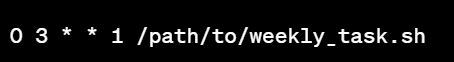 0 3 * * 1 /path/to/weekly_task.sh